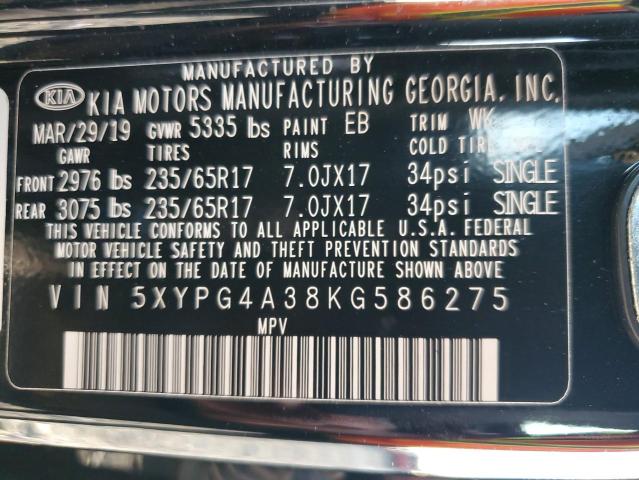 MANUFACTURED BY
KIA KIA MOTORS MANUFACTURING GEORGIA, INC.
MAR/29/19 GVWR 5335 lbs PAINT EB TRIM WK
GAWR TIRES RIMS COLD TIRE
FRONT 2976 lbs 235/65R17 7.0JX17 34psi SINGLE
REAR 3075 lbs 235/65R17 7.0JX17 34psi SINGLE
THIS VEHICLE CONFORMS TO ALL APPLICABLE U.S.A. FEDERAL
MOTOR VEHICLE SAFETY AND THEFT PREVENTION STANDARDS
IN EFFECT ON THE DATE OF MANUFACTURE SHOWN ABOVE
VIN 5XYPG4A38KG586275
MPV